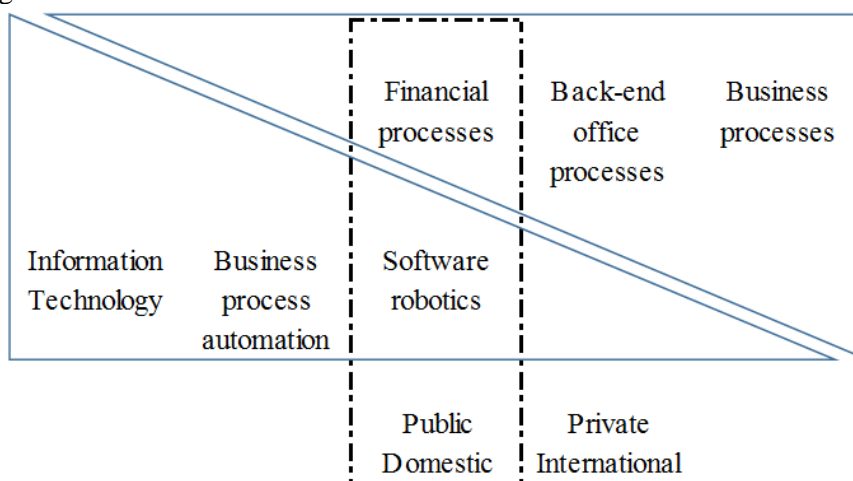 Financial
processes
Back-end
office
processes
Business
processes
Information
Technology
Business
process
automation
Software
robotics
Public
Domestic
Private
International